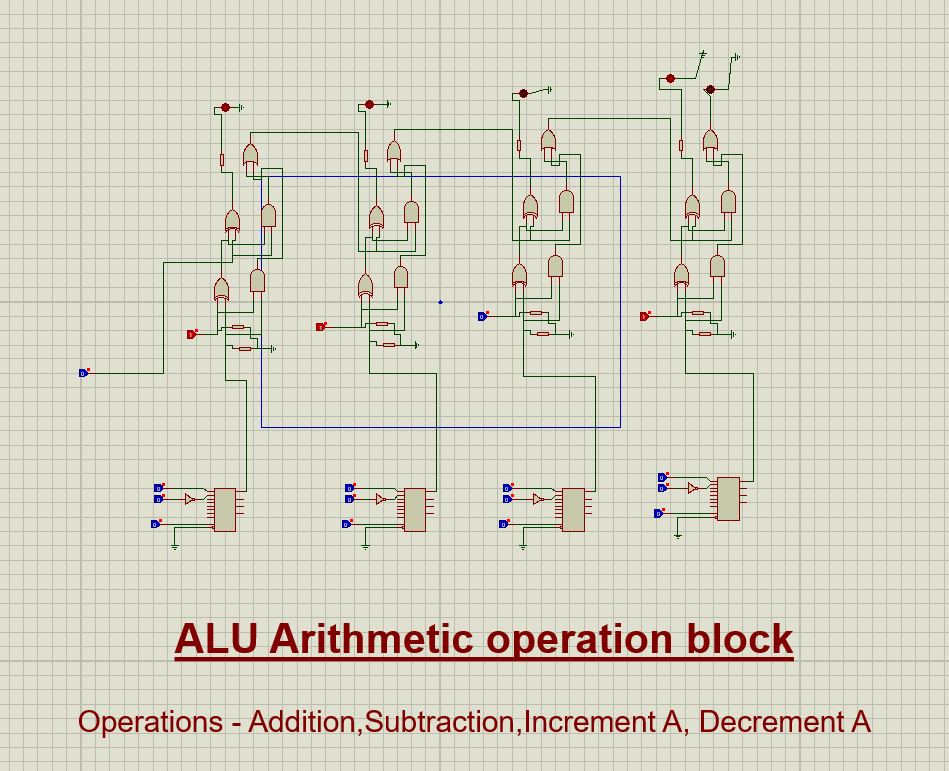 ALU Arithmetic operation block
Operations - Addition,Subtraction,Increment A, Decrement A